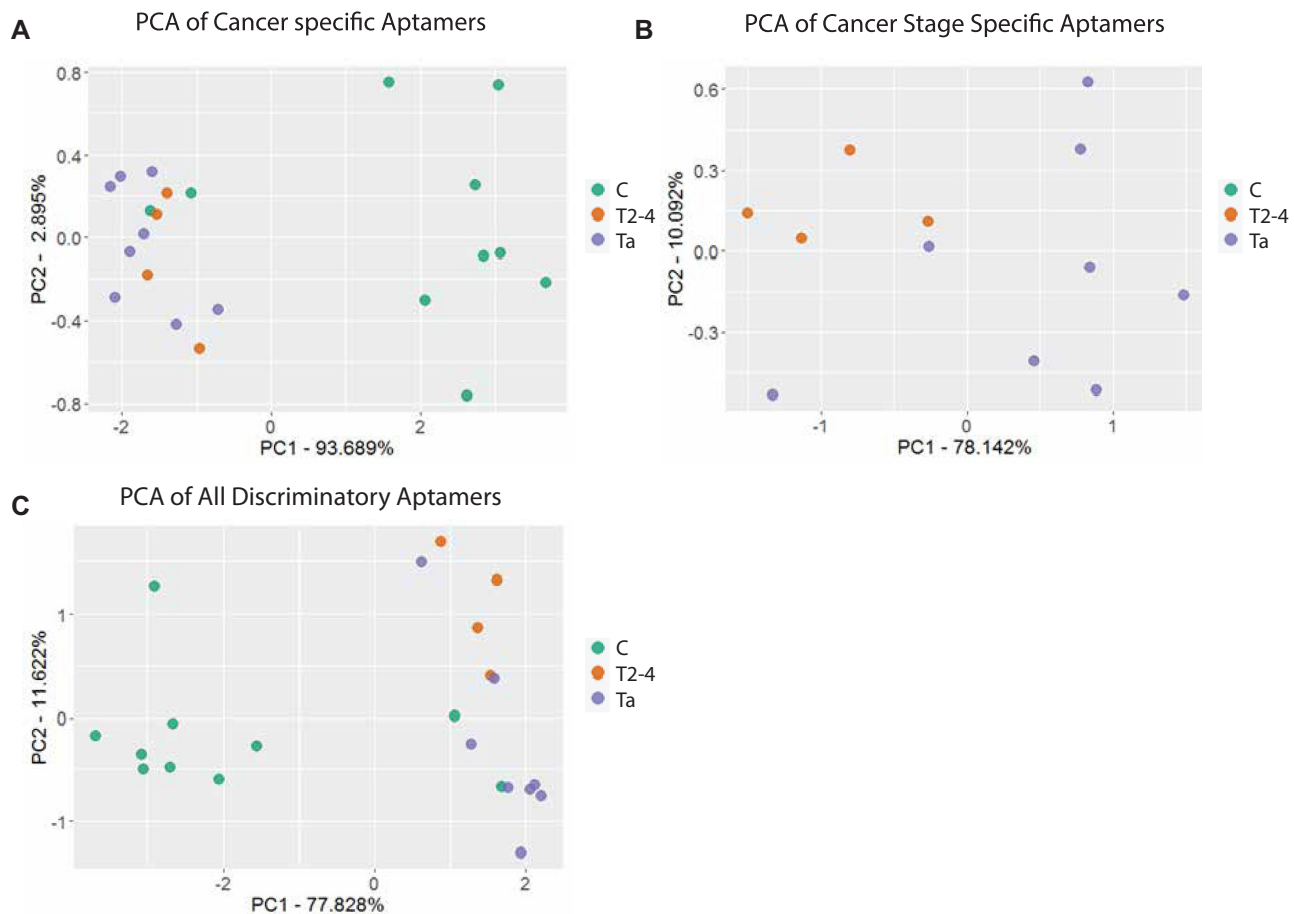 A
PCA of Cancer specific Aptamers
0.8
0.4
0.0
-0.4
-0.8
PC2 - 2.895%
-2
0
2
PC1 - 93.689%
C
T2-4
Ta
B
PCA of Cancer Stage Specific Aptamers
0.6
0.3
0.0
-0.3
PC2 - 10.092%
-1
0
1
PC1 - 78.142%
C
T2-4
Ta
C
PCA of All Discriminatory Aptamers
1
0
-1
PC2 - 11.622%
-2
0
2
PC1 - 77.828%
C
T2-4
Ta